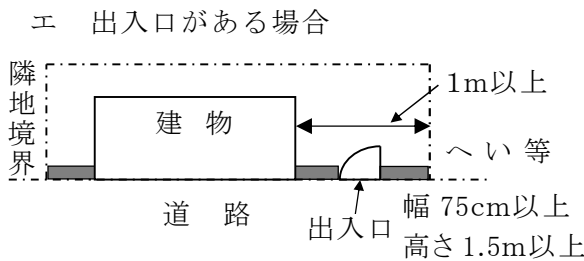 エ 出入口がある場合
隣地境界
1m以上
建物
へい等
道路
出入口
幅 75cm以上
高さ1.5m以上